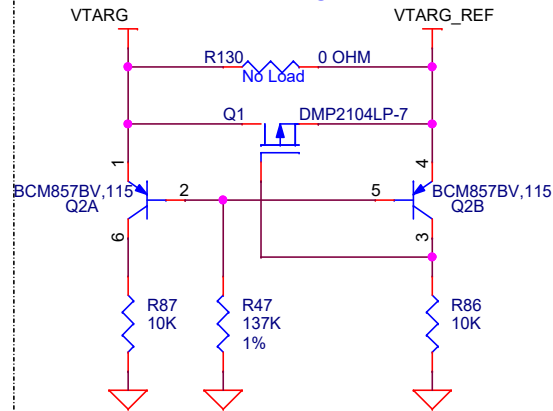 VTARG
VTARG_REF
R130
0 OHM
No Load
Q1
DMP2104LP-7
1
4
BCM857BV,115
Q2A
2
5
BCM857BV,115
Q2B
6
3
R87
10K
R47
137K
1%
R86
10K